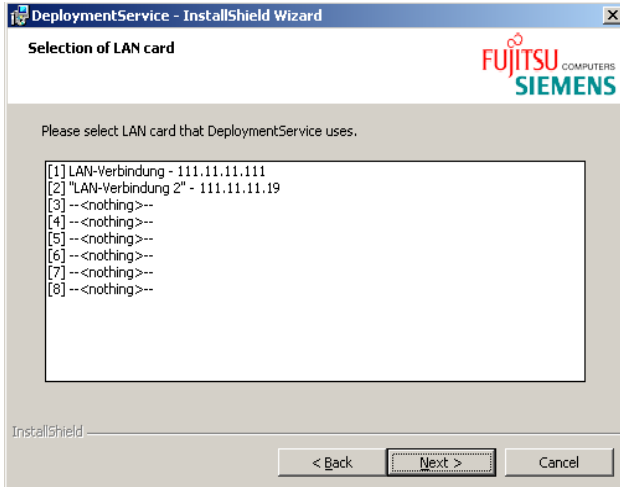 DeploymentService - InstallShield Wizard
Selection of LAN card
FUJITSU COMPUTERS
SIEMENS
Please select LAN card that DeploymentService uses.
[1] LAN-Verbindung - 111.11.11.111
[2] "LAN-Verbindung 2" - 111.11.11.19
[3] --<nothing>--
[4] --<nothing>--
[5] --<nothing>--
[6] --<nothing>--
[7] --<nothing>--
[8] --<nothing>--
InstallShield
< Back Next > Cancel